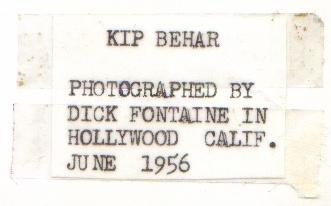 KIP BEHAR
PHOTOGRAPHED BY
DICK FONTAINE IN
HOLLYWOOD CALIF.
JUNE 1956